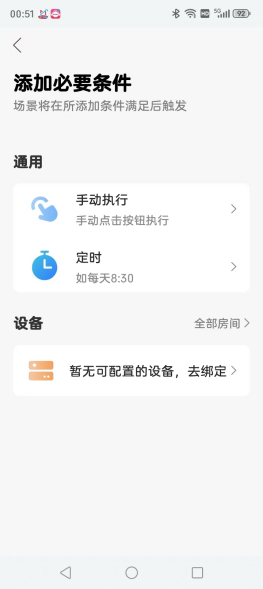 00:51
5G
HD
92
添加必要条件
场景将在所添加条件满足后触发
通用
手动执行
手动点击按钮执行
定时
如每天8:30
设备
全部房间
暂无可配置的设备，去绑定